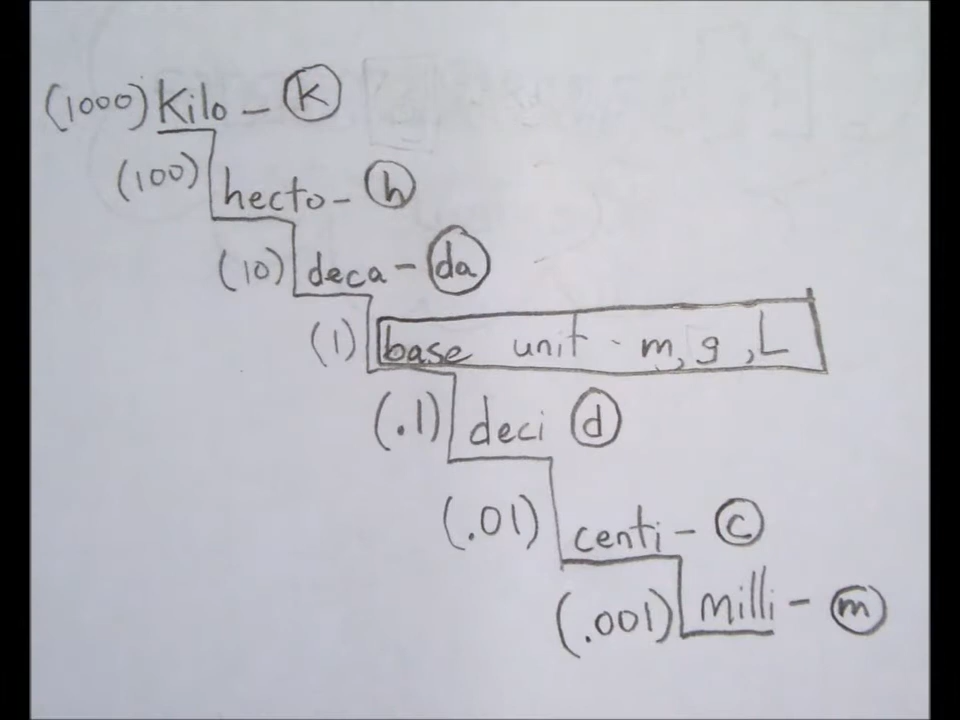 (1000) Kilo - k
(100) hecto - h
(10) deca - da
(1) base unit - m, g, L
(.1) deci d
(.01) centi - c
(.001) milli - m